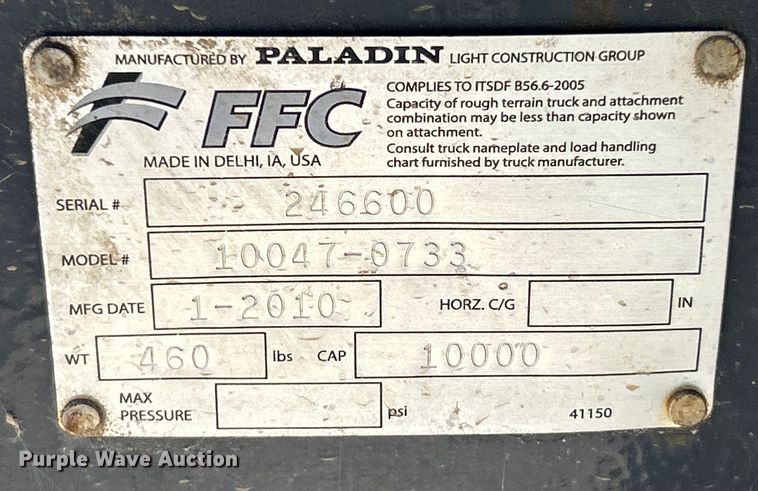 MANUFACTURED BY PALADIN LIGHT CONSTRUCTION GROUP
FFC
MADE IN DELHI, IA, USA
COMPLIES TO ITSDF B56.6-2005
Capacity of rough terrain truck and attachment
combination may be less than capacity shown
on attachment.
Consult truck nameplate and load handling
chart furnished by truck manufacturer.
SERIAL # 246600
MODEL # 10047-0733
MFG DATE 1-2010 HORZ. C/G IN
WT 460 lbs CAP 10000
MAX
PRESSURE psi 41150
Purple Wave Auction